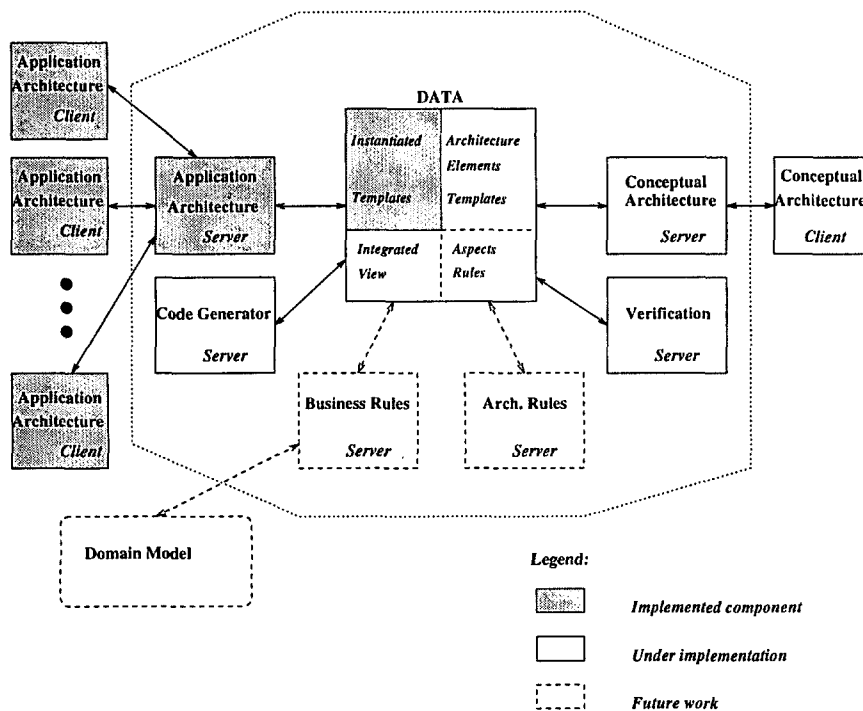 Application
Architecture
Client
DATA
Application
Architecture
Client
Application
Architecture
Server
Instantiated
Templates
Architecture
Elements
Templates
Conceptual
Architecture
Server
Conceptual
Architecture
Client
Integrated
View
Aspects
Rules
Code Generator
Server
Verification
Server
Application
Architecture
Client
Business Rules
Server
Arch. Rules
Server
Domain Model
Legend:
Implemented component
Under implementation
Future work